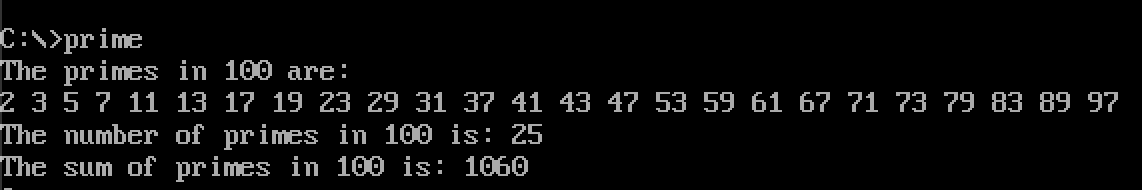 C:\>prime
The primes in 100 are:
2 3 5 7 11 13 17 19 23 29 31 37 41 43 47 53 59 61 67 71 73 79 83 89 97
The number of primes in 100 is: 25
The sum of primes in 100 is: 1060